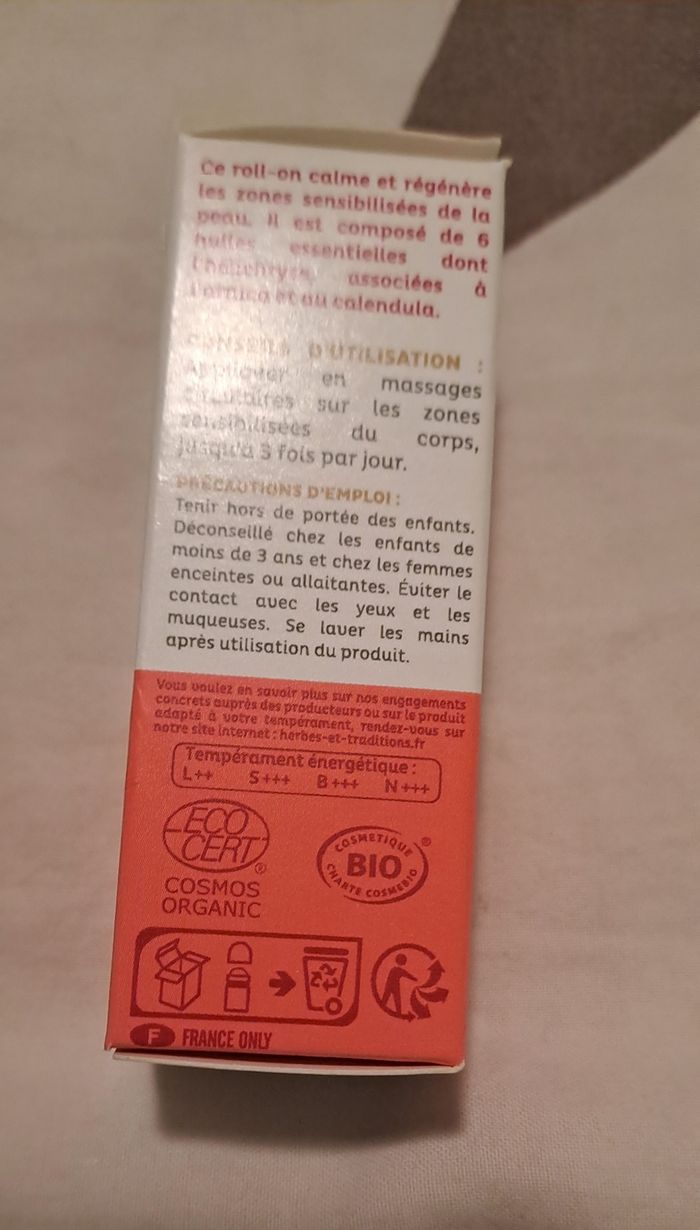 Ce roll-on calme et régénère
les zones sensibilisées de la
peau. Il est composé de 6
huiles essentielles dont
l'hélichryse associées à
l'arnica et au calendula.
CONSEILS D'UTILISATION :
Appliquer en massages
circulaires sur les zones
sensibilisées du corps,
jusqu'à 3 fois par jour.
PRÉCAUTIONS D'EMPLOI :
Tenir hors de portée des enfants.
Déconseillé chez les enfants de
moins de 3 ans et chez les femmes
enceintes ou allaitantes. Éviter le
contact avec les yeux et les
muqueuses. Se laver les mains
après utilisation du produit.
Vous voulez en savoir plus sur nos engagements
concrets auprès des producteurs ou sur le produit
adapté à votre tempérament, rendez-vous sur
notre site internet : herbes-et-traditions.fr
Tempérament énergétique :
L++ S+++ B+++ N+++
ECO
CERT®
COSMOS
ORGANIC
COSMETIQUE ®
BIO
CHARTE COSMEBIO
F FRANCE ONLY